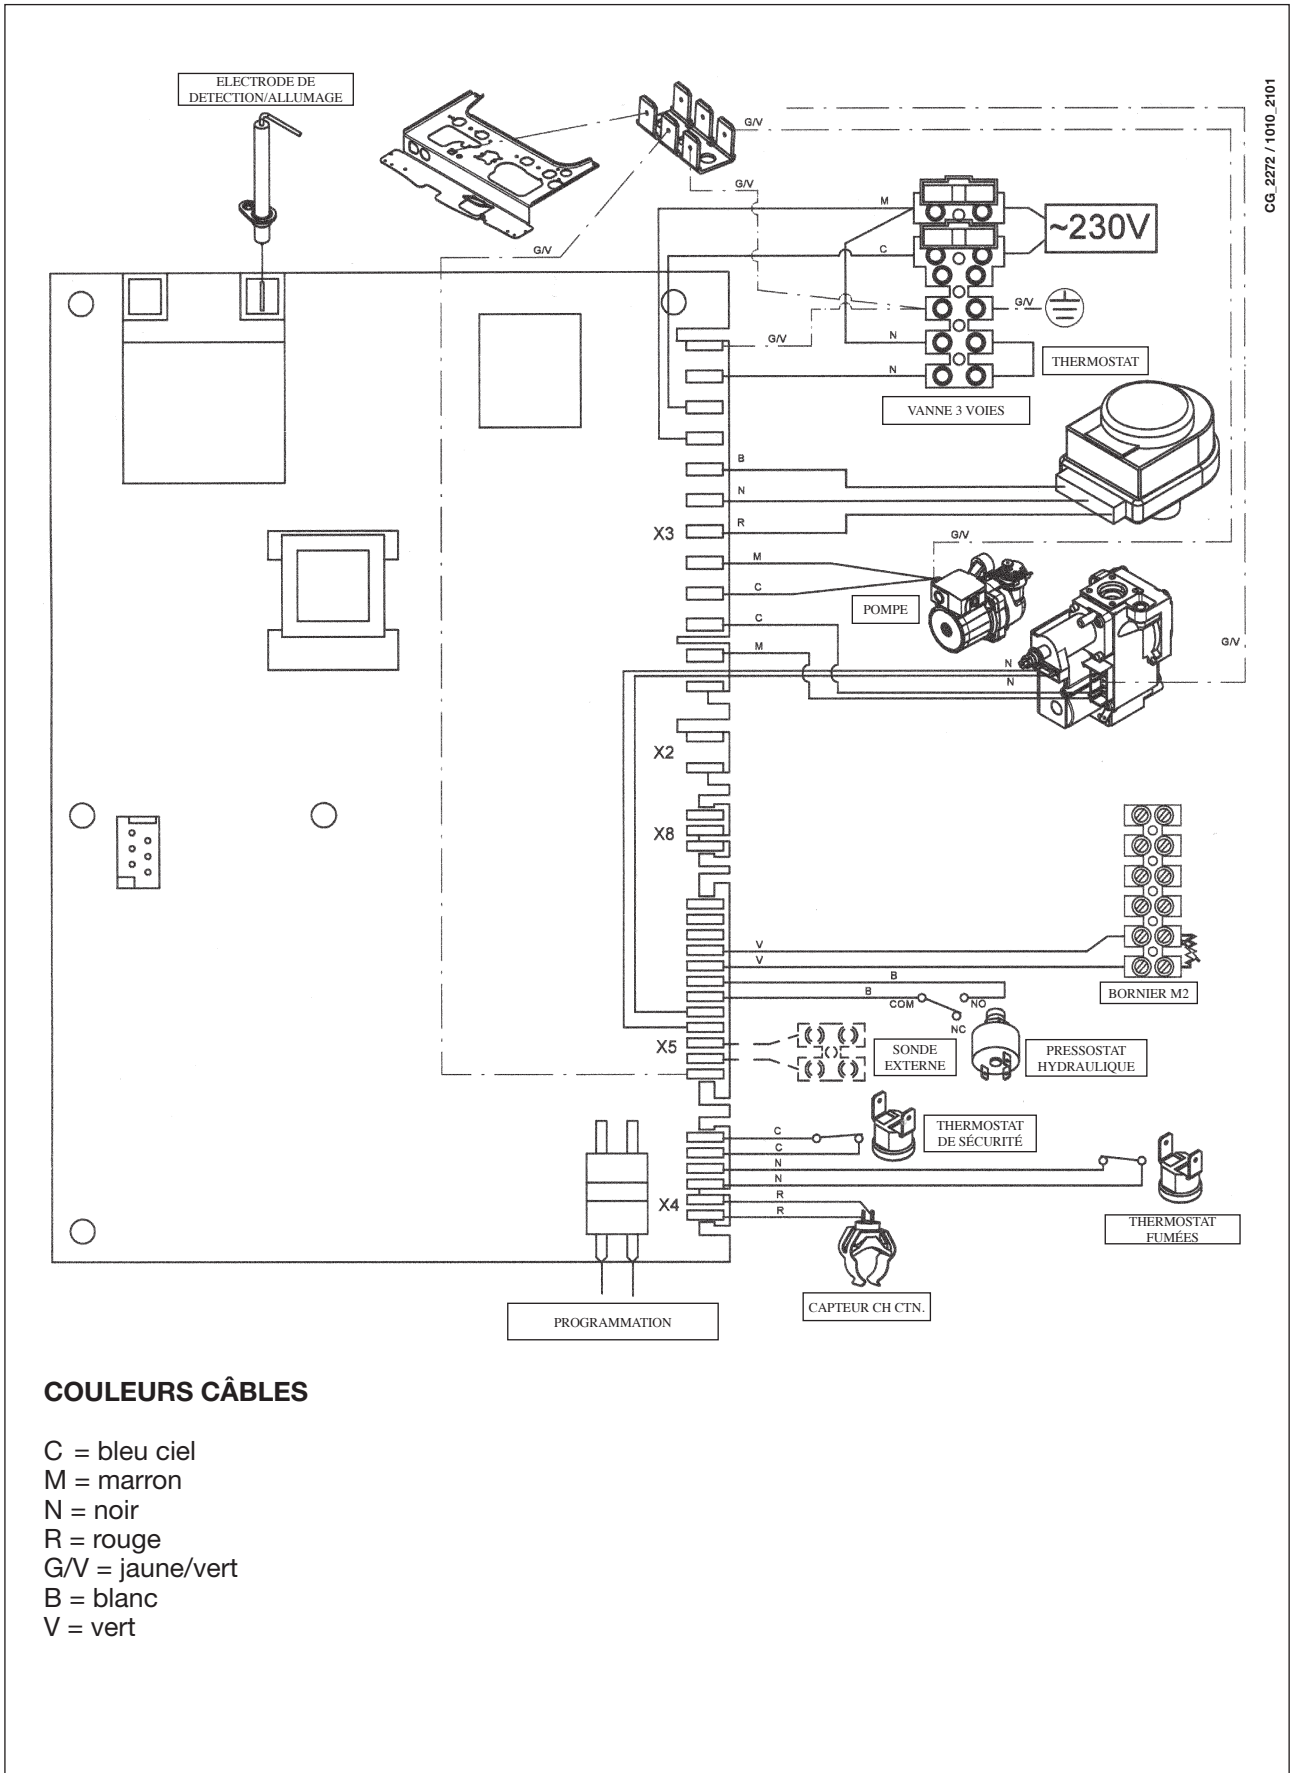 ELECTRODE DE
DETECTION/ALLUMAGE
CG_2272 / 1010_2101
G/V
G/V
M
~230V
G/V
C
G/V
G/V
N
THERMOSTAT
N
VANNE 3 VOIES
B
N
R
X3
G/V
M
C
POMPE
C
M
G/V
N
N
X2
X8
V
V
B
B
COM
NO
NC
BORNIER M2
X5
SONDE
EXTERNE
PRESSOSTAT
HYDRAULIQUE
C
C
THERMOSTAT
DE SÉCURITÉ
N
N
R
R
X4
THERMOSTAT
FUMÉES
CAPTEUR CH CTN.
PROGRAMMATION
COULEURS CÂBLES
C = bleu ciel
M = marron
N = noir
R = rouge
G/V = jaune/vert
B = blanc
V = vert